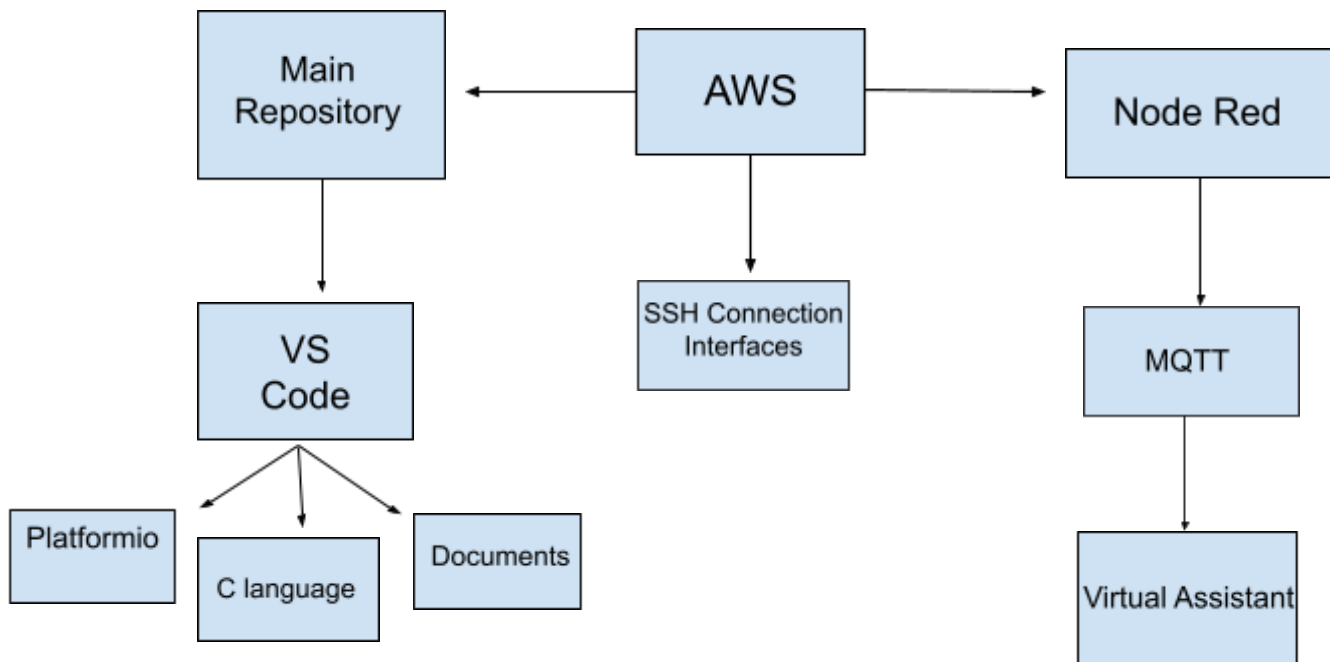 Main
Repository
AWS
Node Red
VS
Code
SSH Connection
Interfaces
MQTT
Platformio
C language
Documents
Virtual Assistant